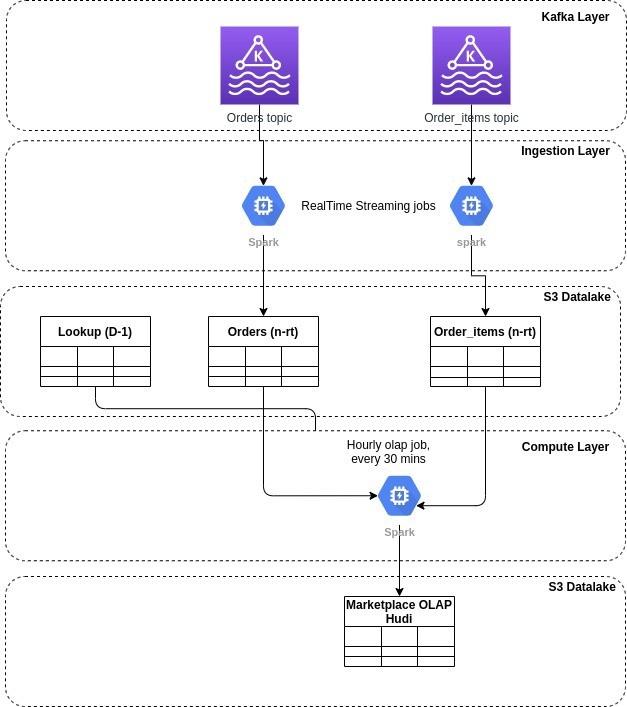 Kafka Layer
K
K
Orders topic
Order_items topic
Ingestion Layer
RealTime Streaming jobs
Spark
spark
S3 Datalake
Lookup (D-1)
Orders (n-rt)
Order_items (n-rt)
Hourly olap job,
every 30 mins
Compute Layer
Spark
S3 Datalake
Marketplace OLAP
Hudi